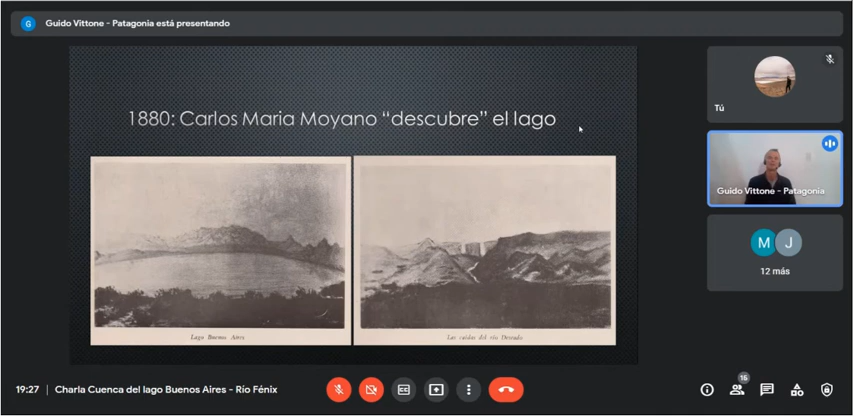 G Guido Vittone - Patagonia está presentando
1880: Carlos Maria Moyano “descubre” el lago
Lago Buenos Aires
Las caídas del río Deseado
Tú
Guido Vittone - Patagonia
M J
12 más
19:27 | Charla Cuenca del lago Buenos Aires - Río Fénix
CC
15